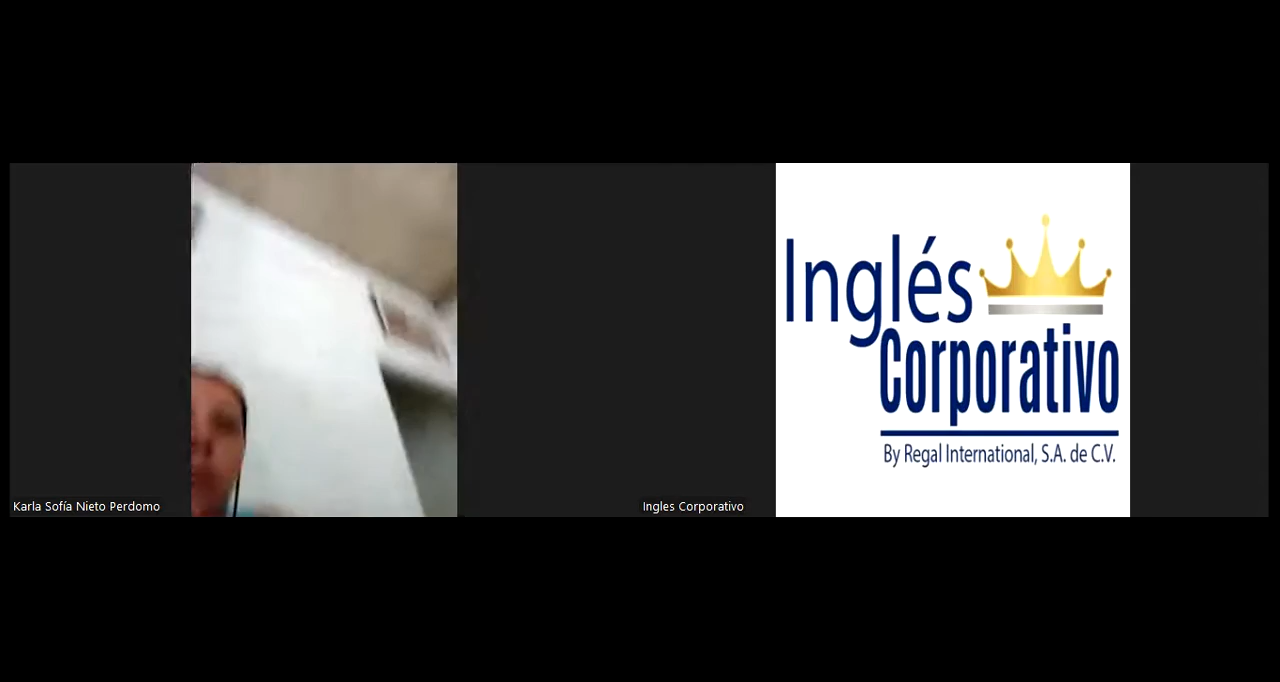 Inglés
Corporativo
By Regal International, S.A. de C.V.
Karla Sofía Nieto Perdomo
Ingles Corporativo